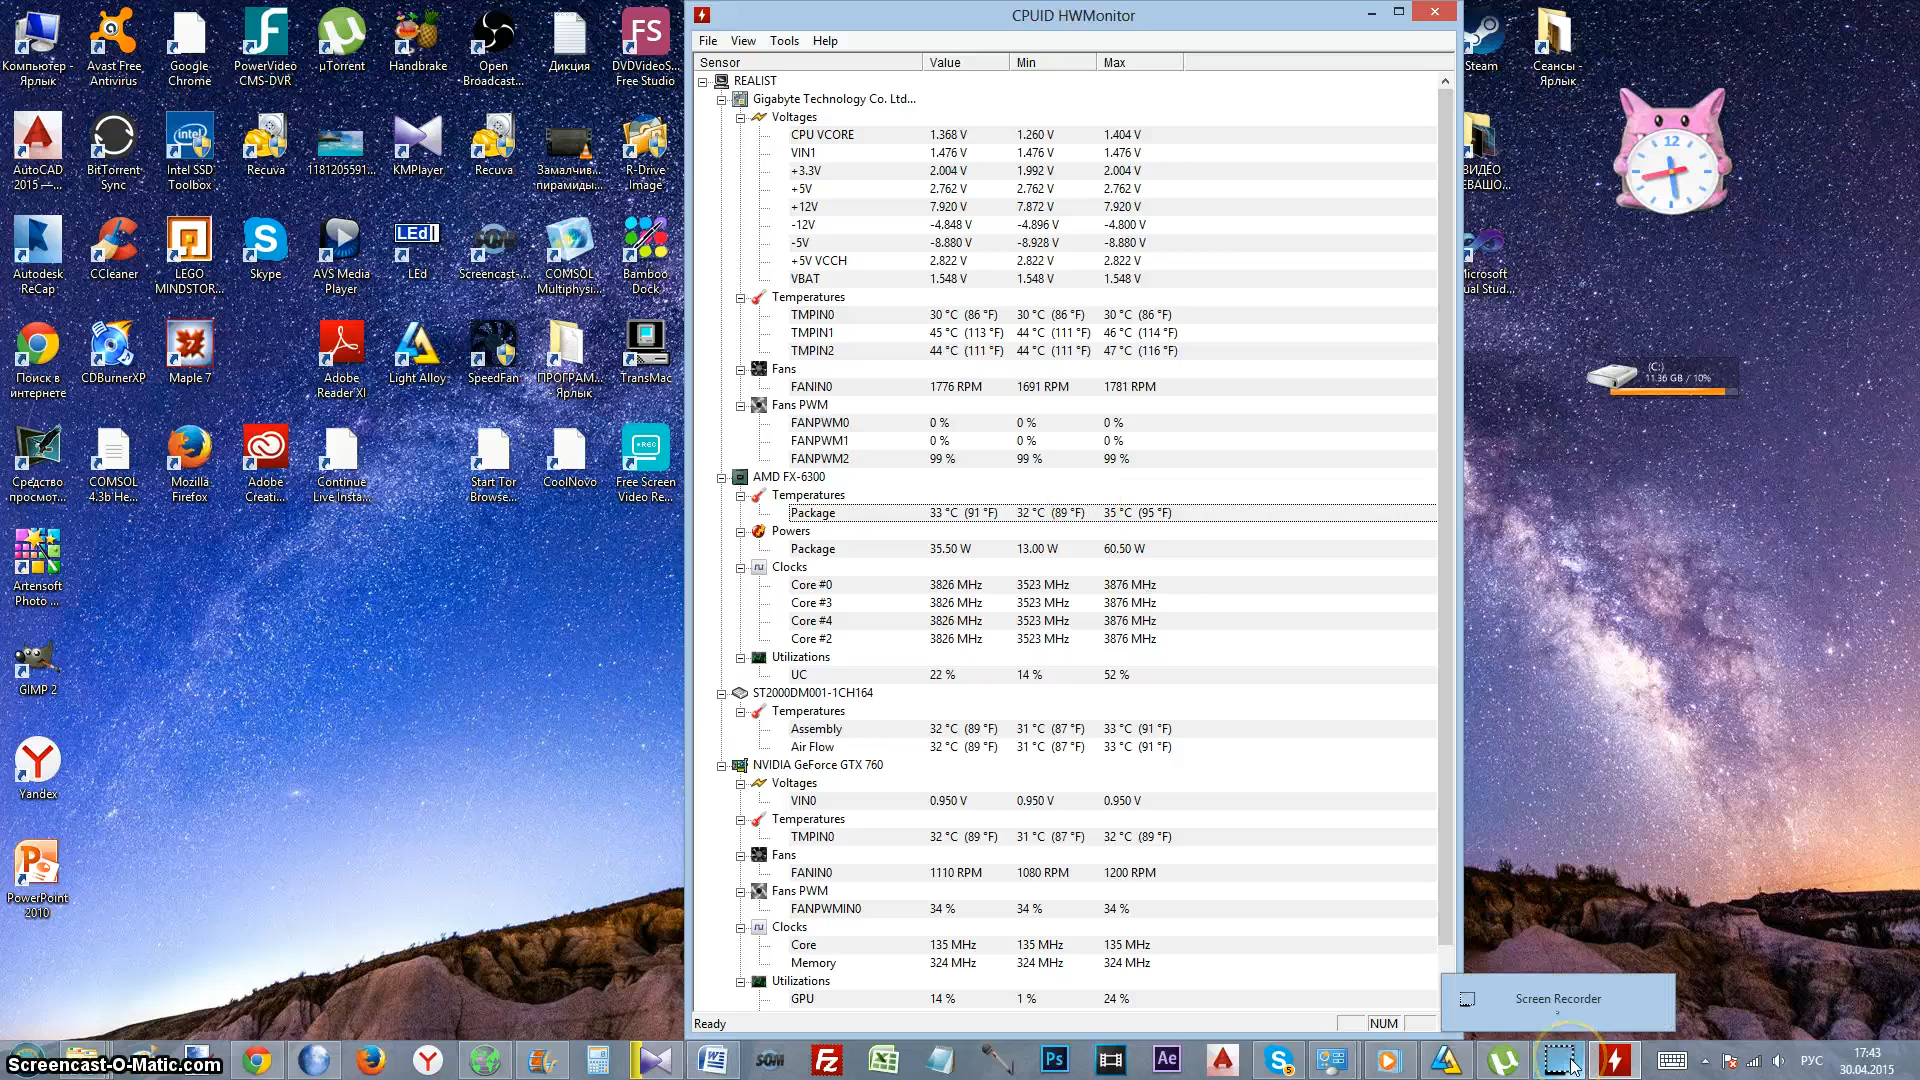 Компьютер - Ярлык
Avast Free Antivirus
Google Chrome
PowerVideo CMS-DVR
µTorrent
Handbrake
Open Broadcast...
Дикция
FS
DVDVideoS... Free Studio
AutoCAD 2015 —...
BitTorrent Sync
intel
Intel SSD Toolbox
Recuva
1181205591...
KMPlayer
Recuva
Замалчив... пирамиды...
R-Drive Image
Autodesk ReCap
CCleaner
LEGO MINDSTOR...
Skype
AVS Media Player
LEd
LEd
SOM
Screencast-...
COMSOL Multiphysi...
Bamboo Dock
Поиск в интернете
CDBurnerXP
Maple 7
Adobe Reader XI
Light Alloy
SpeedFan
ПРОГРАМ... - Ярлык
TransMac
Средство просмот...
COMSOL 4.3b He...
Mozilla Firefox
Adobe Creati...
Continue Live Insta...
Start Tor Browse...
CoolNovo
REC
Free Screen Video Re...
Artensoft Photo ...
GIMP 2
Yandex
PowerPoint 2010
CPUID HWMonitor
File View Tools Help
Sensor Value Min Max
REALIST
Gigabyte Technology Co. Ltd...
Voltages
CPU VCORE 1.368 V 1.260 V 1.404 V
VIN1 1.476 V 1.476 V 1.476 V
+3.3V 2.004 V 1.992 V 2.004 V
+5V 2.762 V 2.762 V 2.762 V
+12V 7.920 V 7.872 V 7.920 V
-12V -4.848 V -4.896 V -4.800 V
-5V -8.880 V -8.928 V -8.880 V
+5V VCCH 2.822 V 2.822 V 2.822 V
VBAT 1.548 V 1.548 V 1.548 V
Temperatures
TMPIN0 30 °C (86 °F) 30 °C (86 °F) 30 °C (86 °F)
TMPIN1 45 °C (113 °F) 44 °C (111 °F) 46 °C (114 °F)
TMPIN2 44 °C (111 °F) 44 °C (111 °F) 47 °C (116 °F)
Fans
FANIN0 1776 RPM 1691 RPM 1781 RPM
Fans PWM
FANPWM0 0 % 0 % 0 %
FANPWM1 0 % 0 % 0 %
FANPWM2 99 % 99 % 99 %
AMD FX-6300
Temperatures
Package 33 °C (91 °F) 32 °C (89 °F) 35 °C (95 °F)
Powers
Package 35.50 W 13.00 W 60.50 W
Clocks
Core #0 3826 MHz 3523 MHz 3876 MHz
Core #3 3826 MHz 3523 MHz 3876 MHz
Core #4 3826 MHz 3523 MHz 3876 MHz
Core #2 3826 MHz 3523 MHz 3876 MHz
Utilizations
UC 22 % 14 % 52 %
ST2000DM001-1CH164
Temperatures
Assembly 32 °C (89 °F) 31 °C (87 °F) 33 °C (91 °F)
Air Flow 32 °C (89 °F) 31 °C (87 °F) 33 °C (91 °F)
NVIDIA GeForce GTX 760
Voltages
VIN0 0.950 V 0.950 V 0.950 V
Temperatures
TMPIN0 32 °C (89 °F) 31 °C (87 °F) 32 °C (89 °F)
Fans
FANIN0 1110 RPM 1080 RPM 1200 RPM
Fans PWM
FANPWMIN0 34 % 34 % 34 %
Clocks
Core 135 MHz 135 MHz 135 MHz
Memory 324 MHz 324 MHz 324 MHz
Utilizations
GPU 14 % 1 % 24 %
Ready NUM
Steam
Сеансы - Ярлык
12
(C:)
11.36 GB / 10%
Screen Recorder
Screencast-O-Matic.com
SOM
Ps
Ae
РУС
17:43
30.04.2015